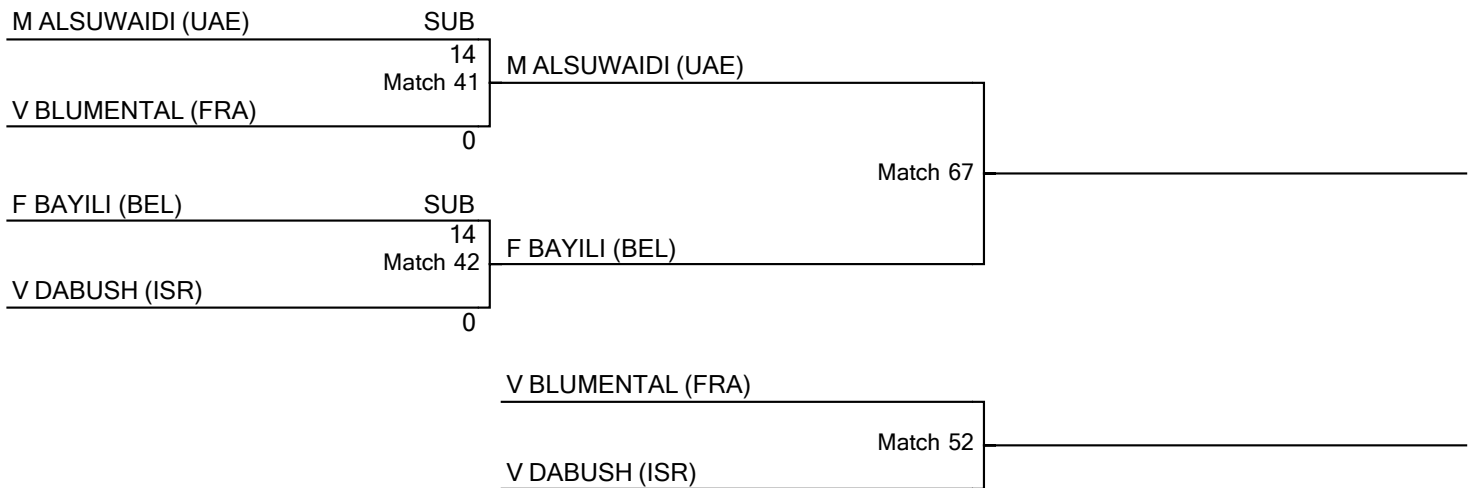 M ALSUWAIDI (UAE) SUB
14
Match 41
M ALSUWAIDI (UAE)
V BLUMENTAL (FRA)
0
Match 67
F BAYILI (BEL) SUB
14
Match 42
F BAYILI (BEL)
V DABUSH (ISR)
0
V BLUMENTAL (FRA)
Match 52
V DABUSH (ISR)